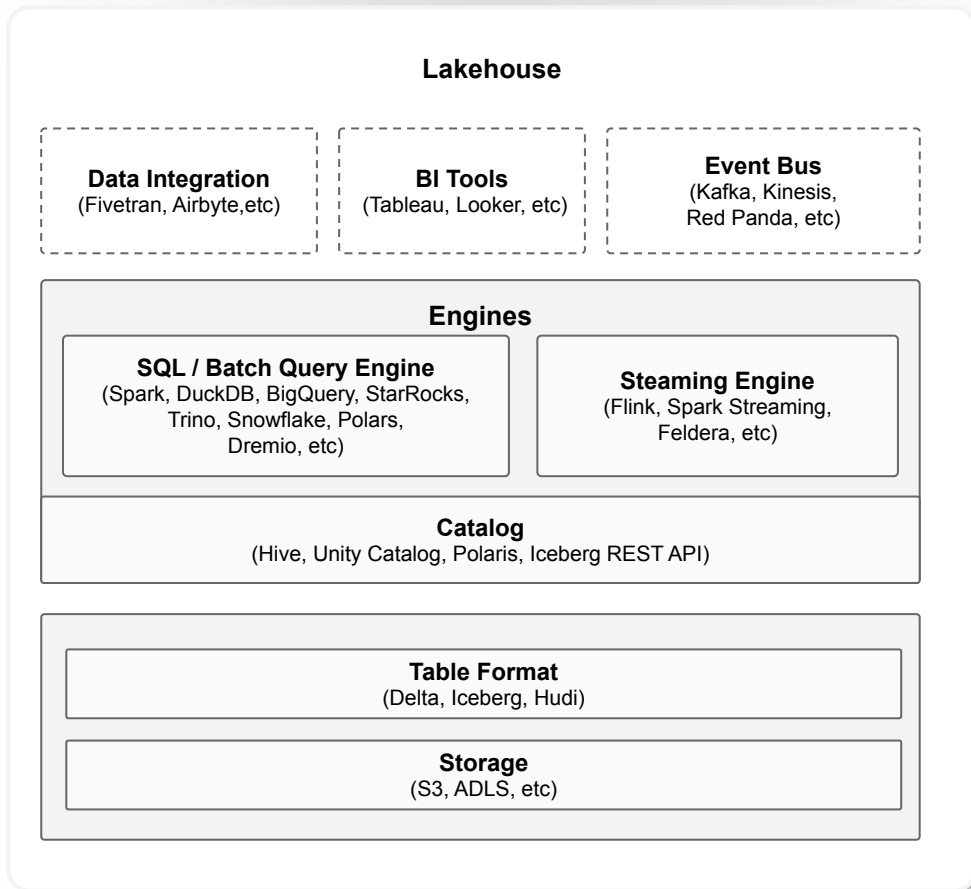 Lakehouse
Data Integration
(Fivetran, Airbyte,etc)
BI Tools
(Tableau, Looker, etc)
Event Bus
(Kafka, Kinesis,
Red Panda, etc)
Engines
SQL / Batch Query Engine
(Spark, DuckDB, BigQuery, StarRocks,
Trino, Snowflake, Polars,
Dremio, etc)
Steaming Engine
(Flink, Spark Streaming,
Feldera, etc)
Catalog
(Hive, Unity Catalog, Polaris, Iceberg REST API)
Table Format
(Delta, Iceberg, Hudi)
Storage
(S3, ADLS, etc)